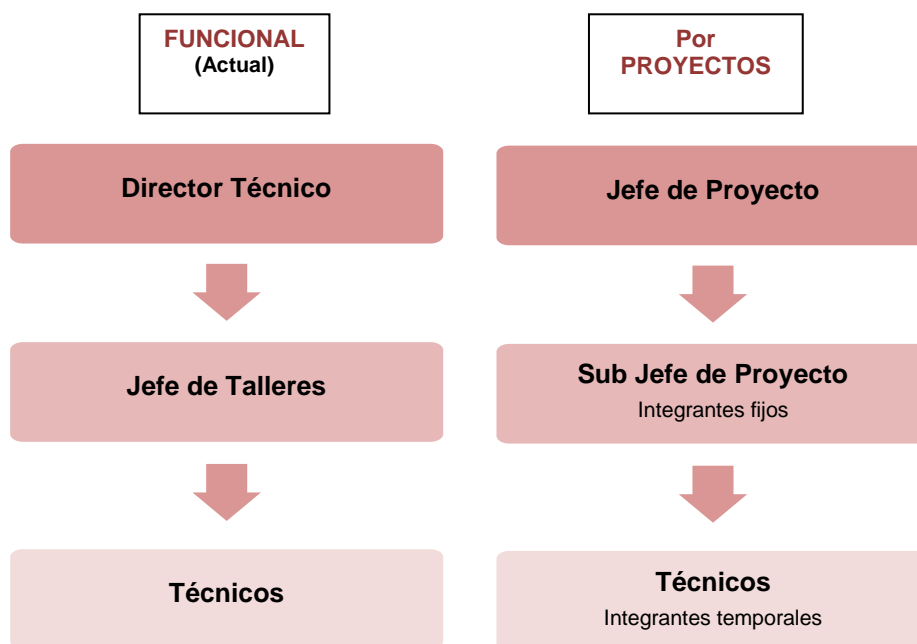 FUNCIONAL
(Actual)
Director Técnico
Jefe de Talleres
Técnicos
Por
PROYECTOS
Jefe de Proyecto
Sub Jefe de Proyecto
Integrantes fijos
Técnicos
Integrantes temporales